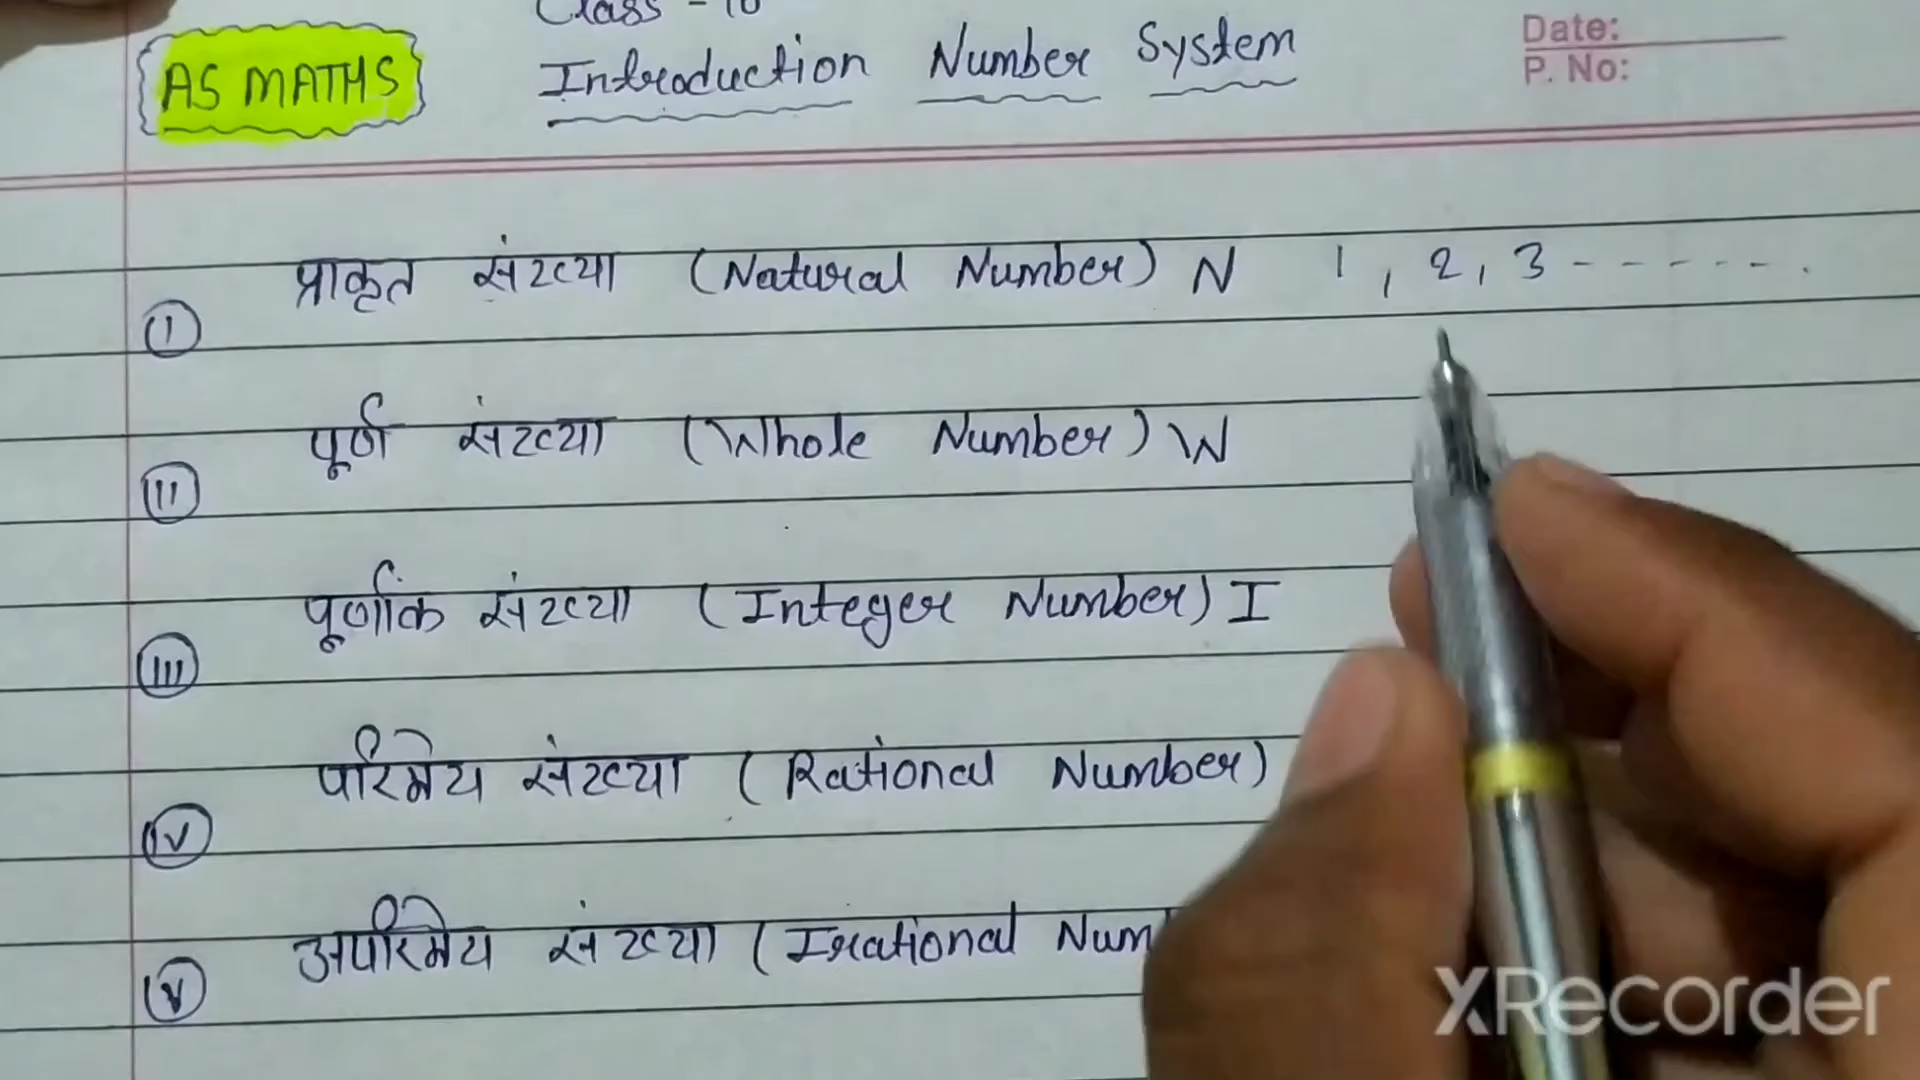 Class - 10
AS MATHS
Introduction Number System
Date:
P. No:
(I) प्राकृत संख्या (Natural Number) N 1, 2, 3 - - - - - - .
(II) पूर्ण संख्या (Whole Number) W
(III) पूर्णांक संख्या (Integer Number) I
(IV) परिमेय संख्या (Rational Number)
(V) अपरिमेय संख्या (Irational Num
XRecorder